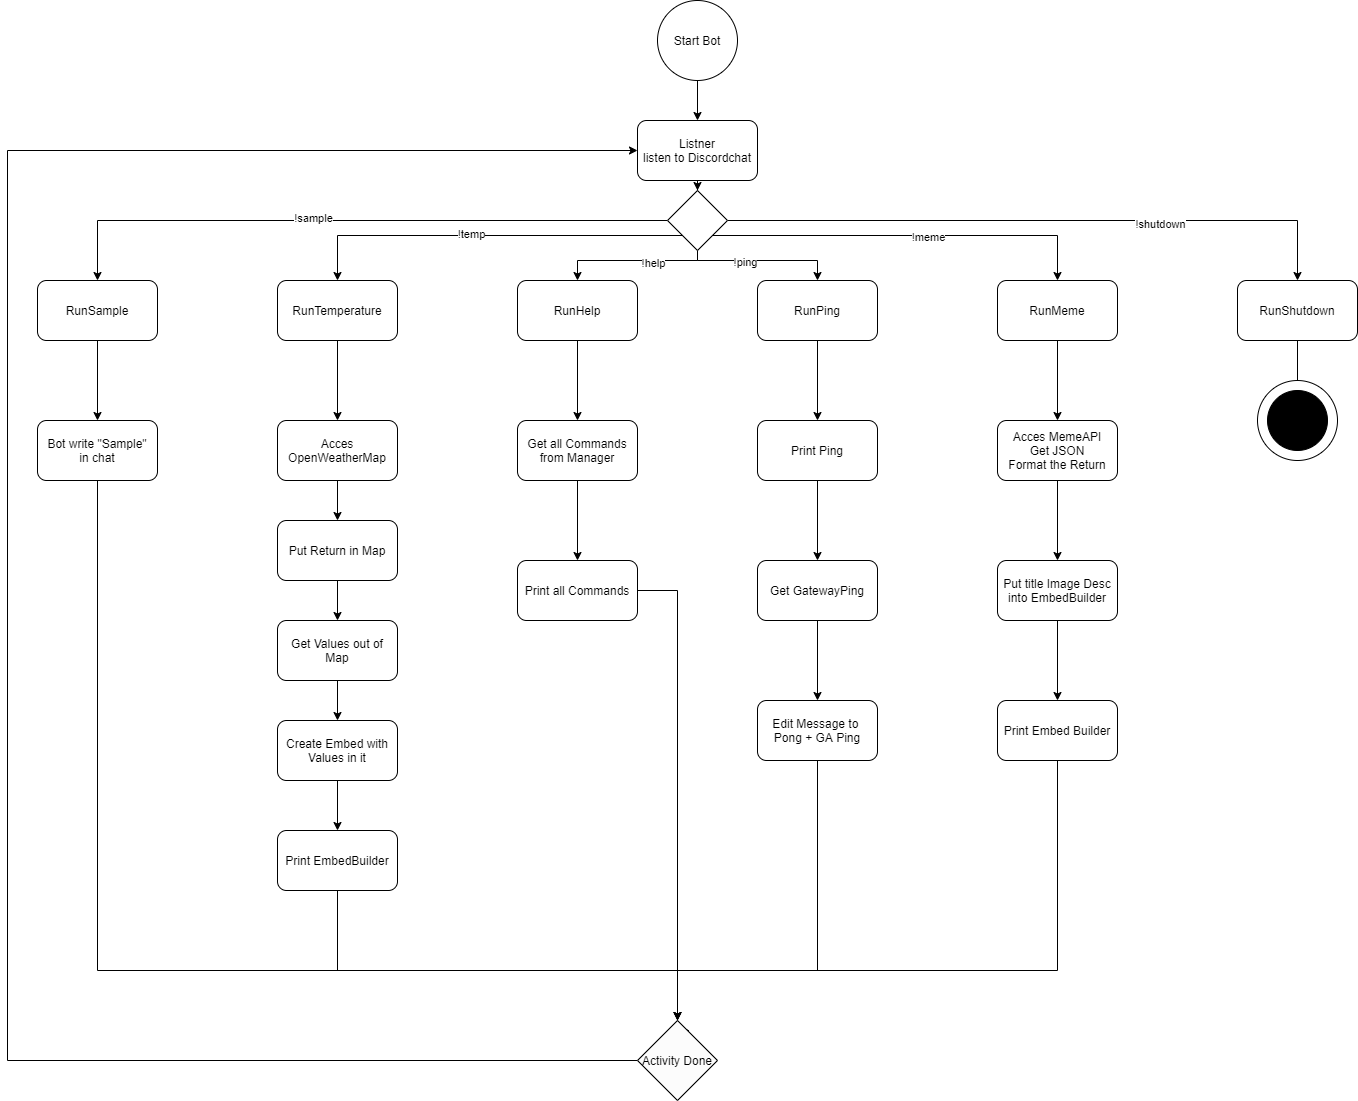 Start Bot
Listner
listen to Discordchat
!sample
!temp
!help
!ping
!meme
!shutdown
RunSample
RunTemperature
RunHelp
RunPing
RunMeme
RunShutdown
Bot write "Sample"
in chat
Acces
OpenWeatherMap
Get all Commands
from Manager
Print Ping
Acces MemeAPI
Get JSON
Format the Return
Put Return in Map
Print all Commands
Get GatewayPing
Put title Image Desc
into EmbedBuilder
Get Values out of
Map
Create Embed with
Values in it
Edit Message to
Pong + GA Ping
Print Embed Builder
Print EmbedBuilder
Activity Done